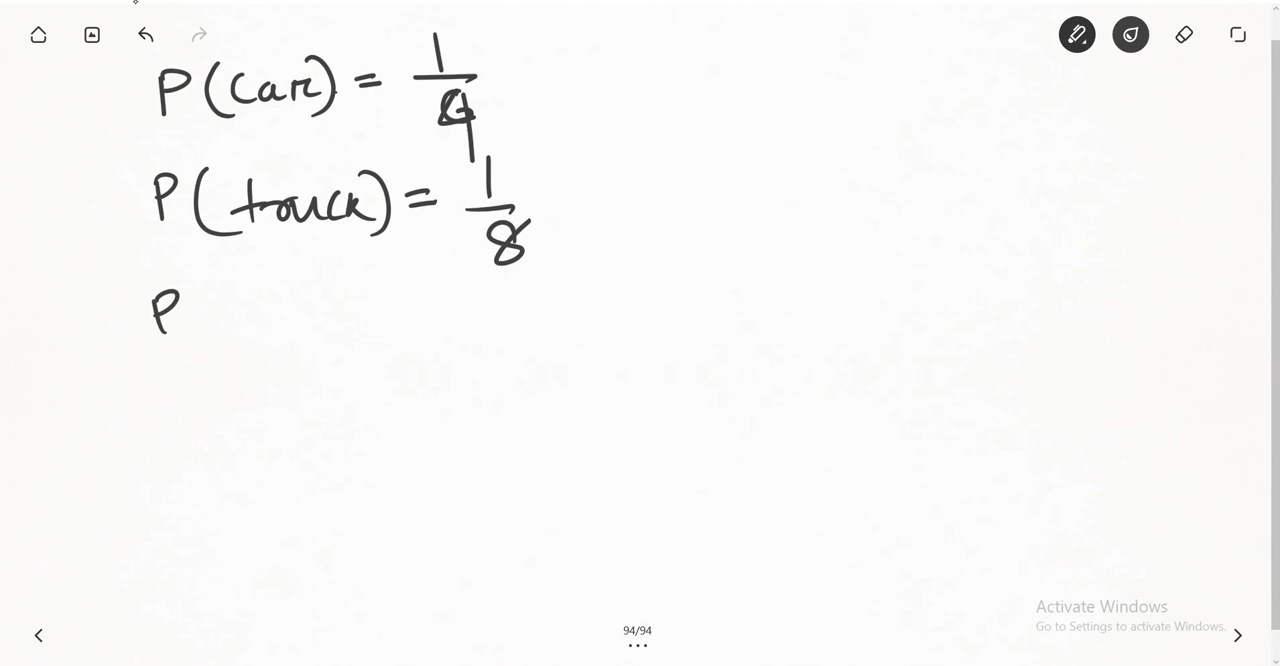 P(car) = 1/4
P(truck) = 1/8
P
Activate Windows
Go to Settings to activate Windows.
94/94